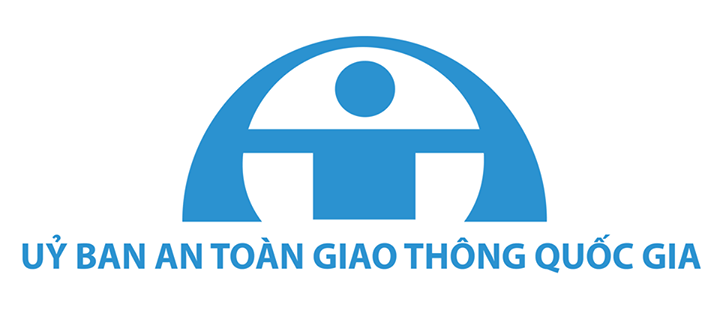 UỶ BAN AN TOÀN GIAO THÔNG QUỐC GIA